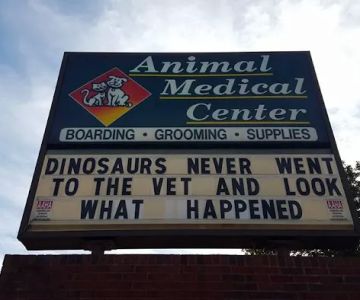 Animal
Medical
Center
BOARDING • GROOMING • SUPPLIES
DINOSAURS NEVER WENT
TO THE VET AND LOOK
WHAT HAPPENED